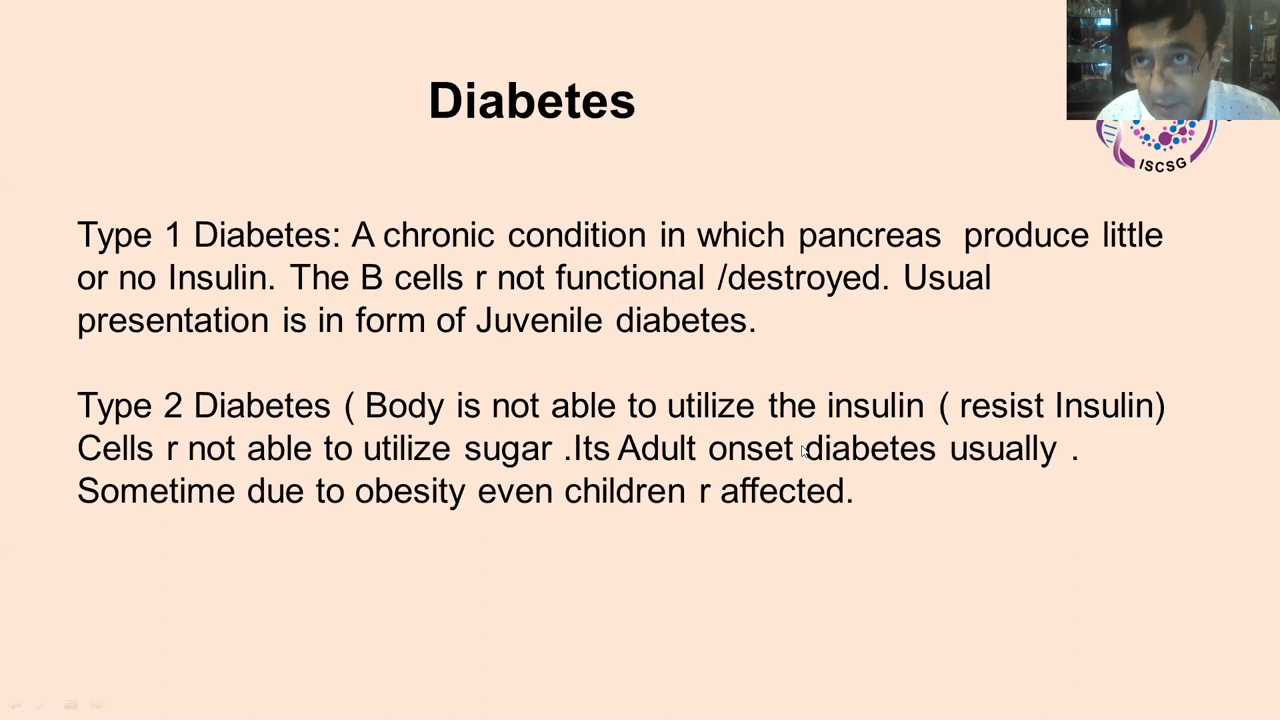 Diabetes
ISCSG
Type 1 Diabetes: A chronic condition in which pancreas produce little
or no Insulin. The B cells r not functional /destroyed. Usual
presentation is in form of Juvenile diabetes.
Type 2 Diabetes ( Body is not able to utilize the insulin ( resist Insulin)
Cells r not able to utilize sugar .Its Adult onset diabetes usually .
Sometime due to obesity even children r affected.